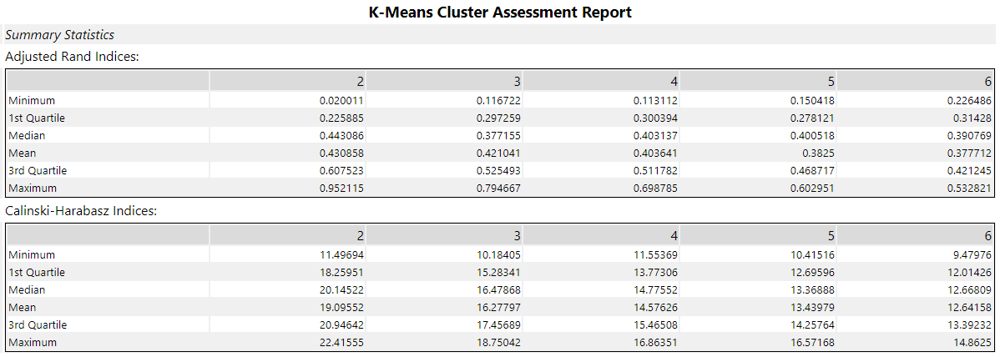 K-Means Cluster Assessment Report
Summary Statistics
Adjusted Rand Indices:
2 3 4 5 6
Minimum 0.020011 0.116722 0.113112 0.150418 0.226486
1st Quartile 0.225885 0.297259 0.300394 0.278121 0.31428
Median 0.443086 0.377155 0.403137 0.400518 0.390769
Mean 0.430858 0.421041 0.403641 0.3825 0.377712
3rd Quartile 0.607523 0.525493 0.511782 0.468717 0.421245
Maximum 0.952115 0.794667 0.698785 0.602951 0.532821
Calinski-Harabasz Indices:
2 3 4 5 6
Minimum 11.49694 10.18405 11.55369 10.41516 9.47976
1st Quartile 18.25951 15.28341 13.77306 12.69596 12.01426
Median 20.14522 16.47868 14.77552 13.36888 12.66809
Mean 19.09552 16.27797 14.57626 13.43979 12.64158
3rd Quartile 20.94642 17.45689 15.46508 14.25764 13.39232
Maximum 22.41555 18.75042 16.86351 16.57168 14.8625